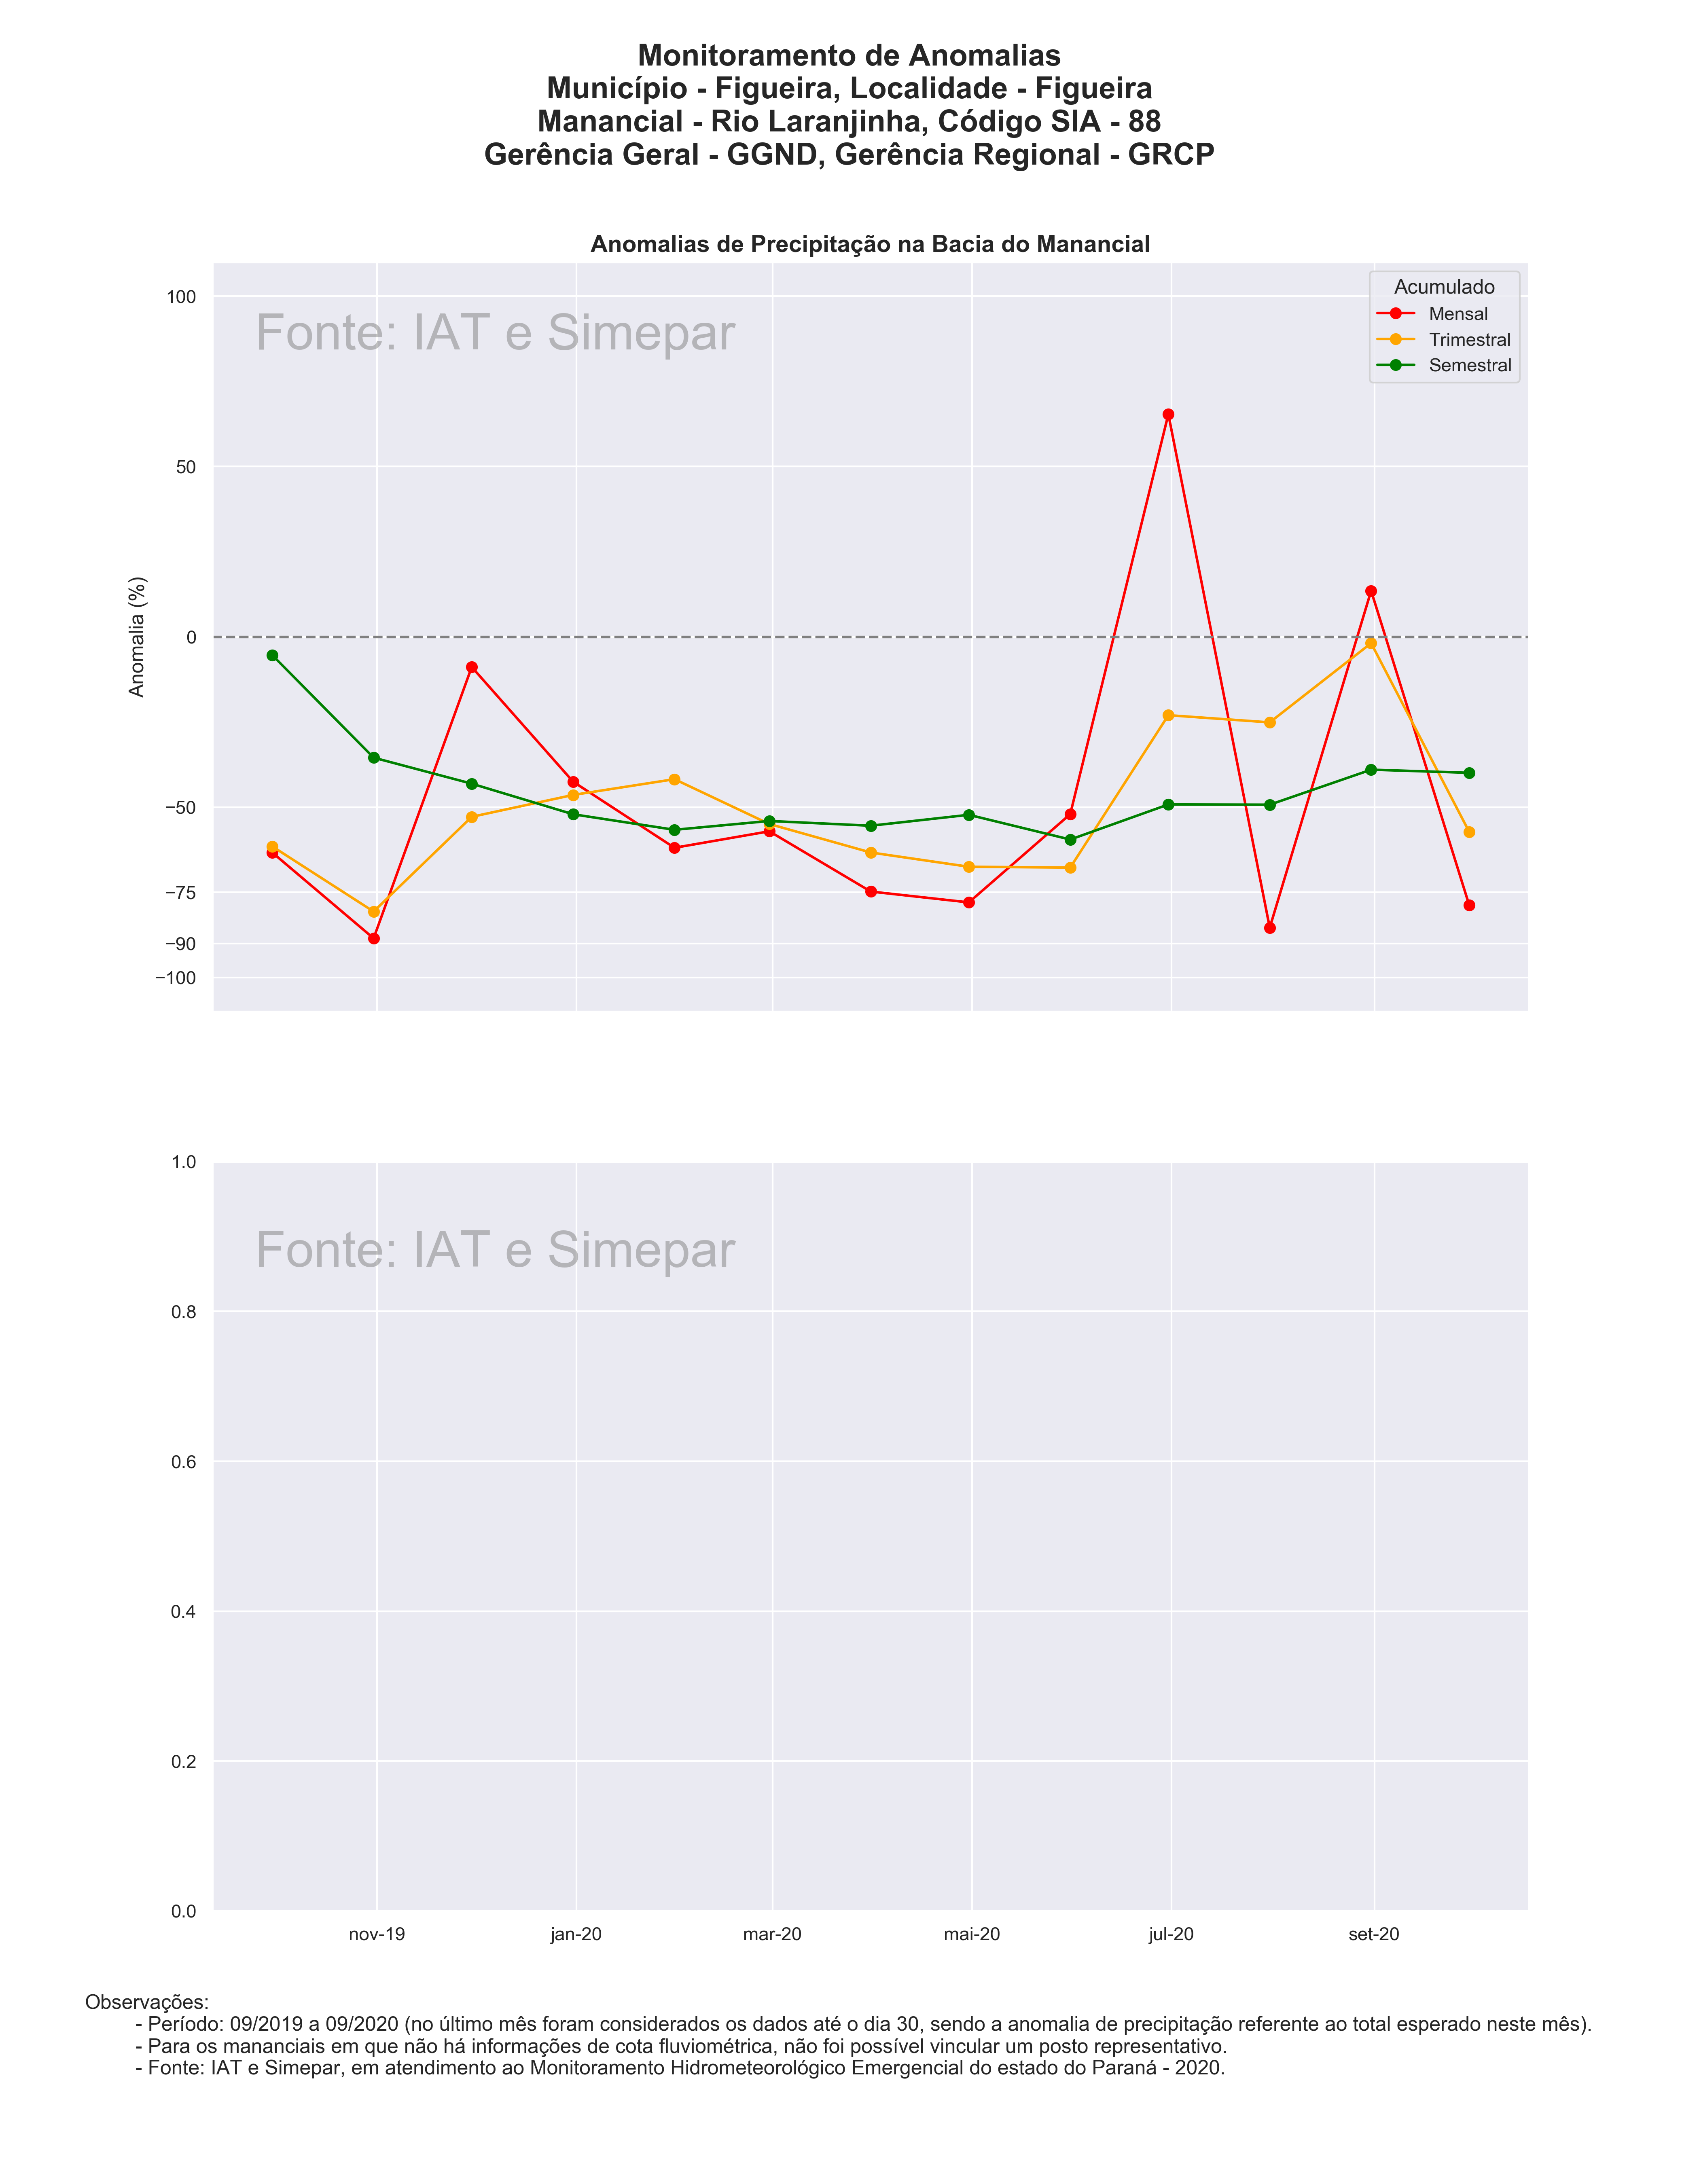 Monitoramento de Anomalias
Município - Figueira, Localidade - Figueira
Manancial - Rio Laranjinha, Código SIA - 88
Gerência Geral - GGND, Gerência Regional - GRCP
Anomalias de Precipitação na Bacia do Manancial
Fonte: IAT e Simepar
Acumulado
Mensal
Trimestral
Semestral
Anomalia (%)
100
50
0
−50
−75
−90
−100
Fonte: IAT e Simepar
1.0
0.8
0.6
0.4
0.2
0.0
nov-19 jan-20 mar-20 mai-20 jul-20 set-20
Observações:
- Período: 09/2019 a 09/2020 (no último mês foram considerados os dados até o dia 30, sendo a anomalia de precipitação referente ao total esperado neste mês).
- Para os mananciais em que não há informações de cota fluviométrica, não foi possível vincular um posto representativo.
- Fonte: IAT e Simepar, em atendimento ao Monitoramento Hidrometeorológico Emergencial do estado do Paraná - 2020.